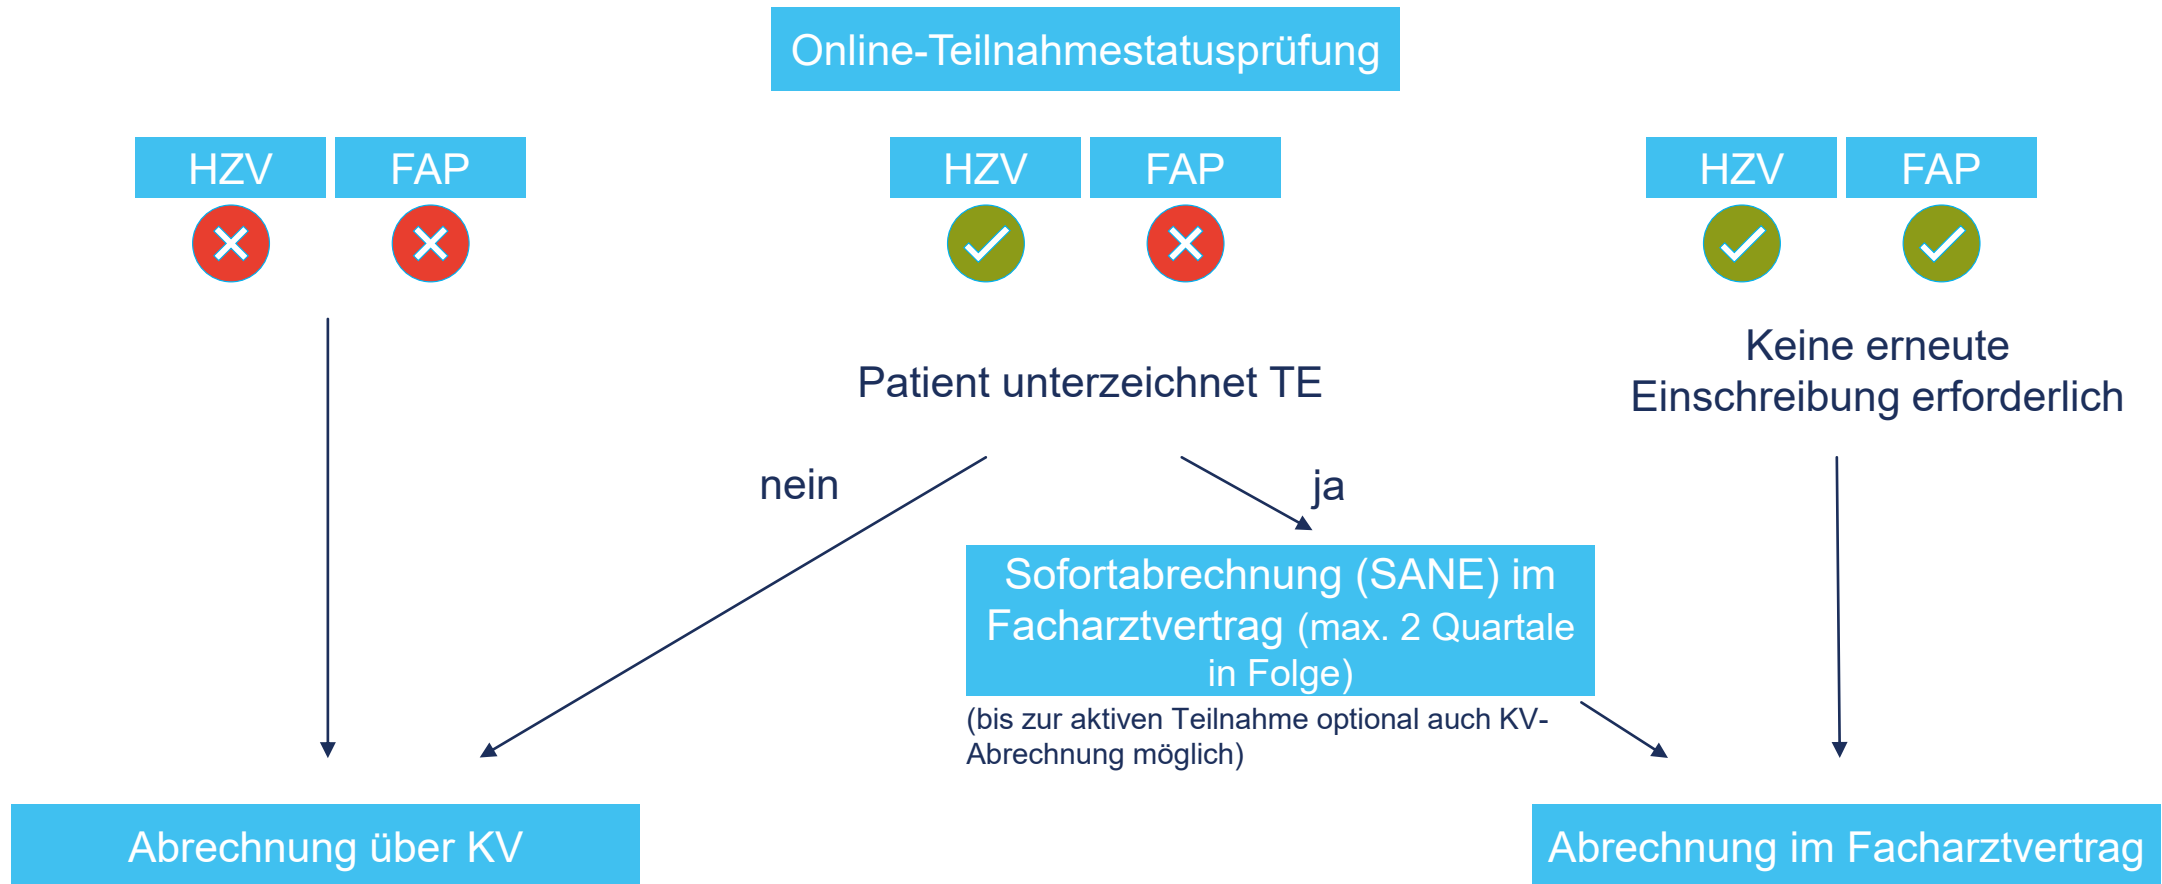 Online-Teilnahmestatusprüfung
HZV FAP
HZV FAP
HZV FAP
Patient unterzeichnet TE
Keine erneute
Einschreibung erforderlich
nein
ja
Sofortabrechnung (SANE) im
Facharztvertrag (max. 2 Quartale
in Folge)
(bis zur aktiven Teilnahme optional auch KV-
Abrechnung möglich)
Abrechnung über KV
Abrechnung im Facharztvertrag